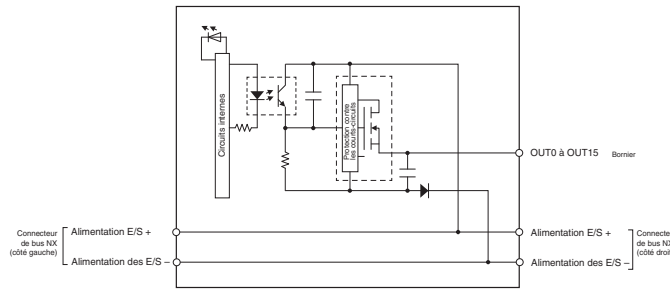 Circuits internes
Protection contre
les courts-circuits
OUT0 à OUT15 Bornier
Connecteur
de bus NX
(côté gauche)
Alimentation E/S +
Alimentation des E/S –
Alimentation E/S +
Alimentation des E/S –
Connecte
de bus NX
(côté droit